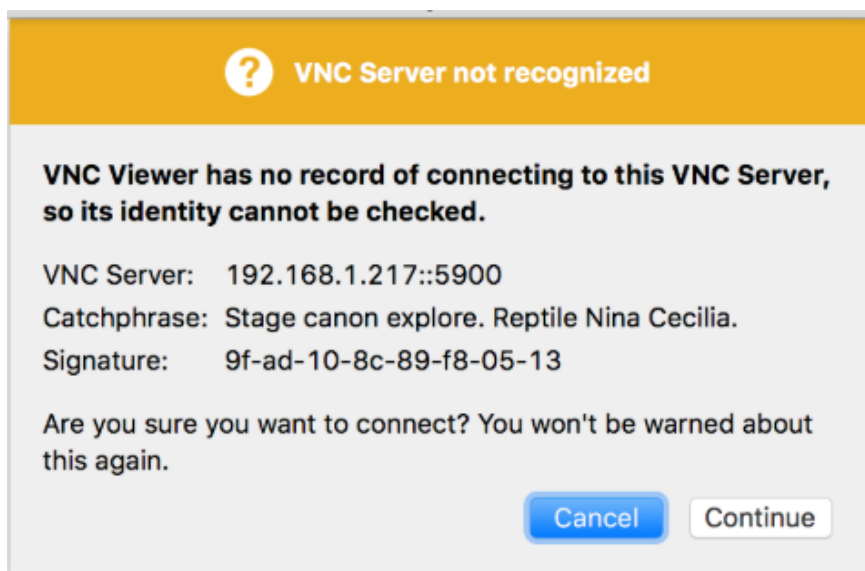 VNC Server not recognized
VNC Viewer has no record of connecting to this VNC Server,
so its identity cannot be checked.
VNC Server: 192.168.1.217::5900
Catchphrase: Stage canon explore. Reptile Nina Cecilia.
Signature: 9f-ad-10-8c-89-f8-05-13
Are you sure you want to connect? You won't be warned about
this again.
Cancel Continue